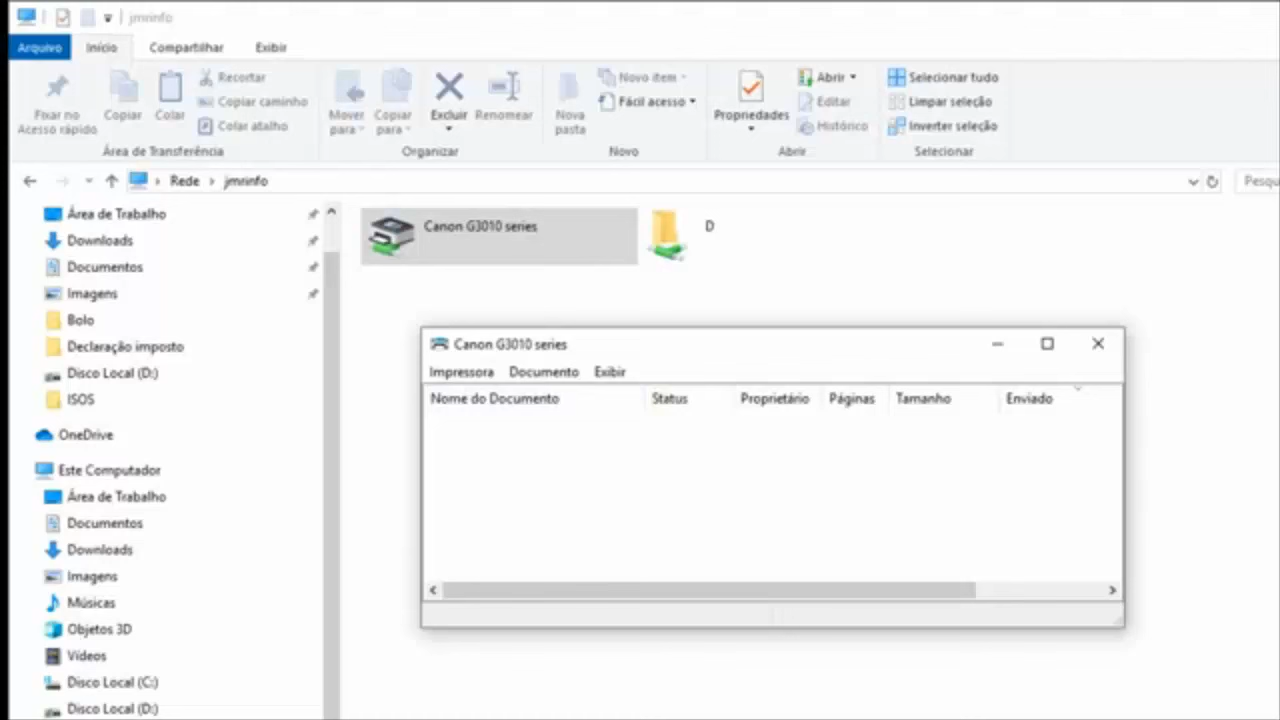 jmrinfo
Arquivo Início Compartilhar Exibir
Fixar no Acesso rápido
Copiar
Colar
Recortar
Copiar caminho
Colar atalho
Área de Transferência
Mover para
Copiar para
Excluir
Renomear
Organizar
Nova pasta
Novo item
Fácil acesso
Novo
Propriedades
Abrir
Editar
Histórico
Abrir
Selecionar tudo
Limpar seleção
Inverter seleção
Selecionar
Rede jmrinfo
Pesqu
Área de Trabalho
Downloads
Documentos
Imagens
Bolo
Declaração imposto
Disco Local (D:)
ISOS
OneDrive
Este Computador
Área de Trabalho
Documentos
Downloads
Imagens
Músicas
Objetos 3D
Vídeos
Disco Local (C:)
Disco Local (D:)
Canon G3010 series
D
Canon G3010 series
Impressora Documento Exibir
Nome do Documento Status Proprietário Páginas Tamanho Enviado